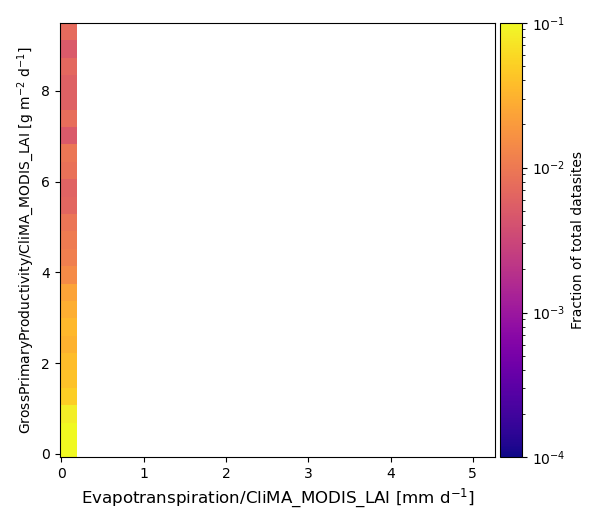 GrossPrimaryProductivity/CliMA_MODIS_LAI [g m⁻² d⁻¹]
8
6
4
2
0
0 1 2 3 4 5
Evapotranspiration/CliMA_MODIS_LAI [mm d⁻¹]
10⁻¹
10⁻²
10⁻³
10⁻⁴
Fraction of total datasites